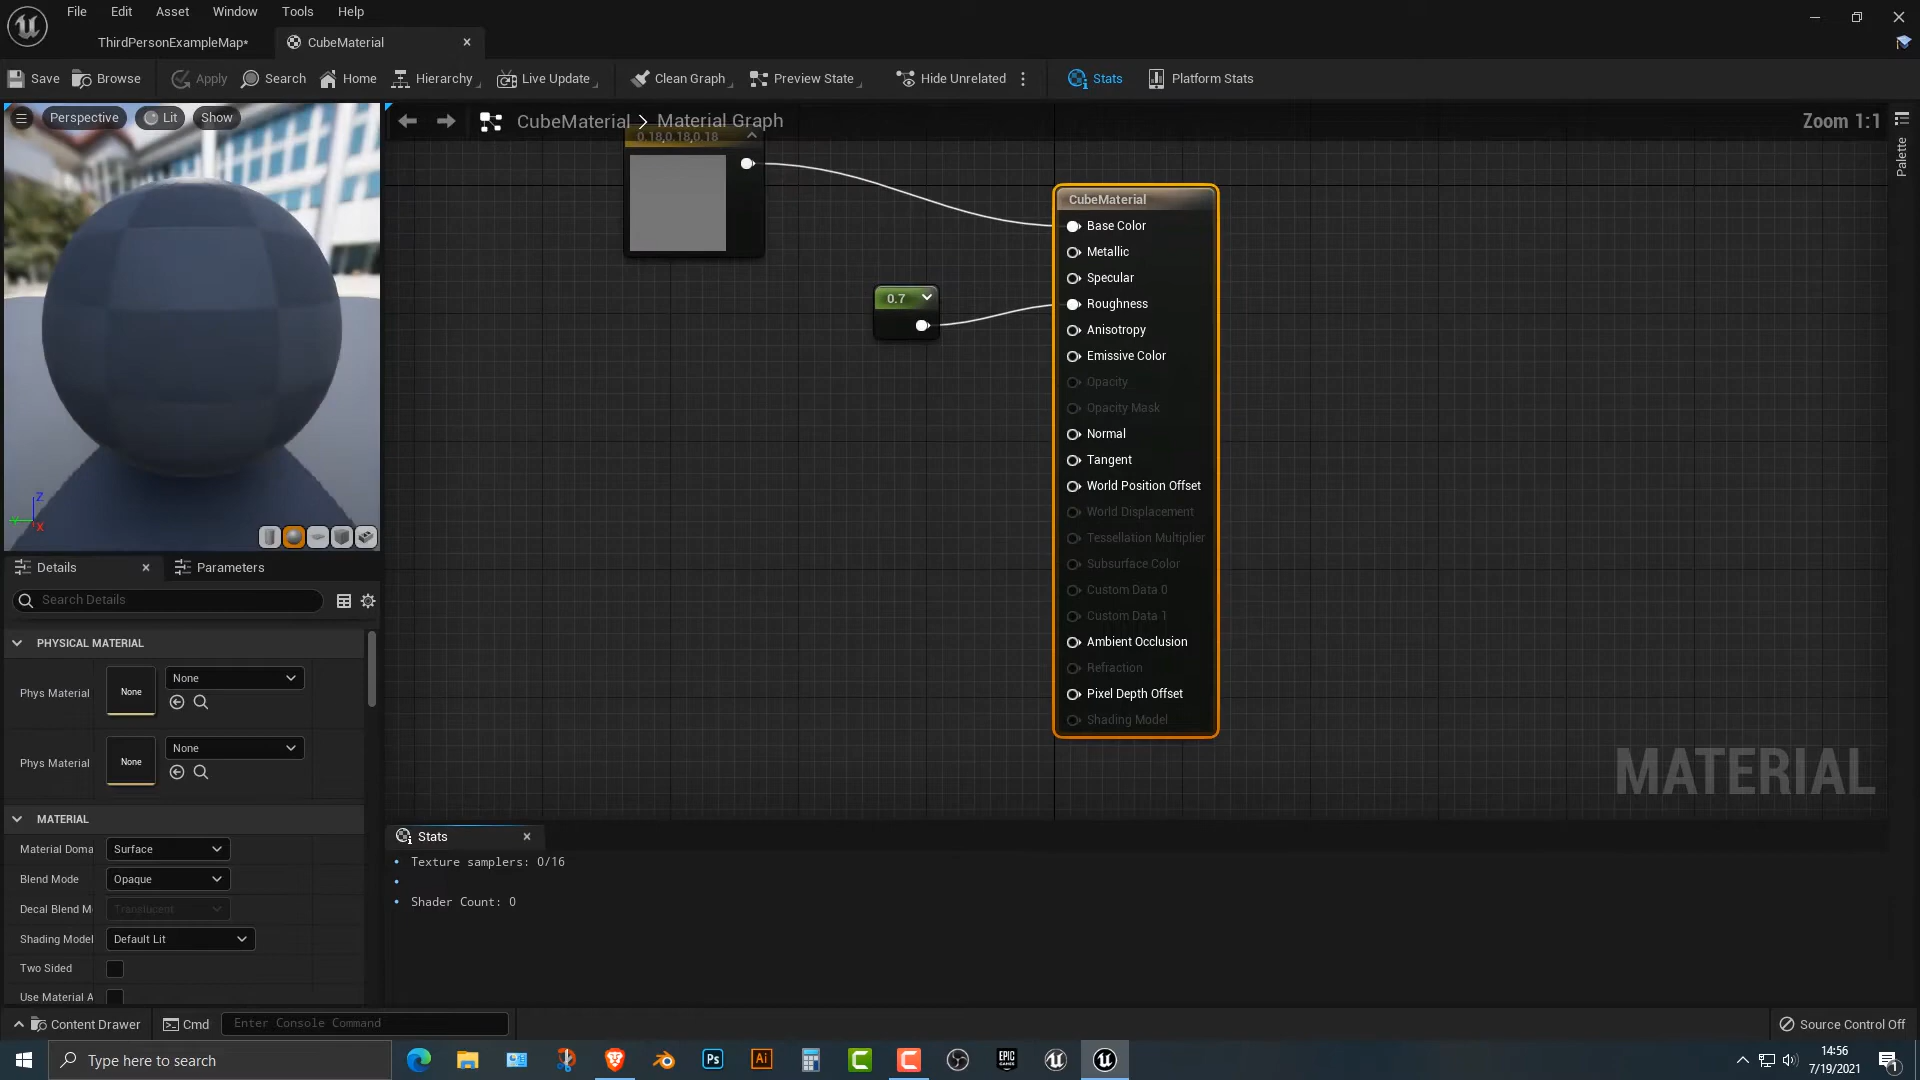 File Edit Asset Window Tools Help
ThirdPersonExampleMap*
CubeMaterial
Save Browse Apply Search Home Hierarchy Live Update Clean Graph Preview State Hide Unrelated Stats Platform Stats
Perspective Lit Show
CubeMaterial Material Graph
Zoom 1:1
Palette
0.18,0.18,0.18
0.7
CubeMaterial
Base Color
Metallic
Specular
Roughness
Anisotropy
Emissive Color
Opacity
Opacity Mask
Normal
Tangent
World Position Offset
World Displacement
Tessellation Multiplier
Subsurface Color
Custom Data 0
Custom Data 1
Ambient Occlusion
Refraction
Pixel Depth Offset
Shading Model
MATERIAL
Z
Y
X
Details Parameters
Search Details
PHYSICAL MATERIAL
Phys Material None None
Phys Material None None
MATERIAL
Material Doma Surface
Blend Mode Opaque
Decal Blend M Translucent
Shading Model Default Lit
Two Sided
Use Material A
Stats
Texture samplers: 0/16
Shader Count: 0
Content Drawer Cmd Enter Console Command Source Control Off
Type here to search
Ps
Ai
EPIC GAMES
14:56
7/19/2021
1